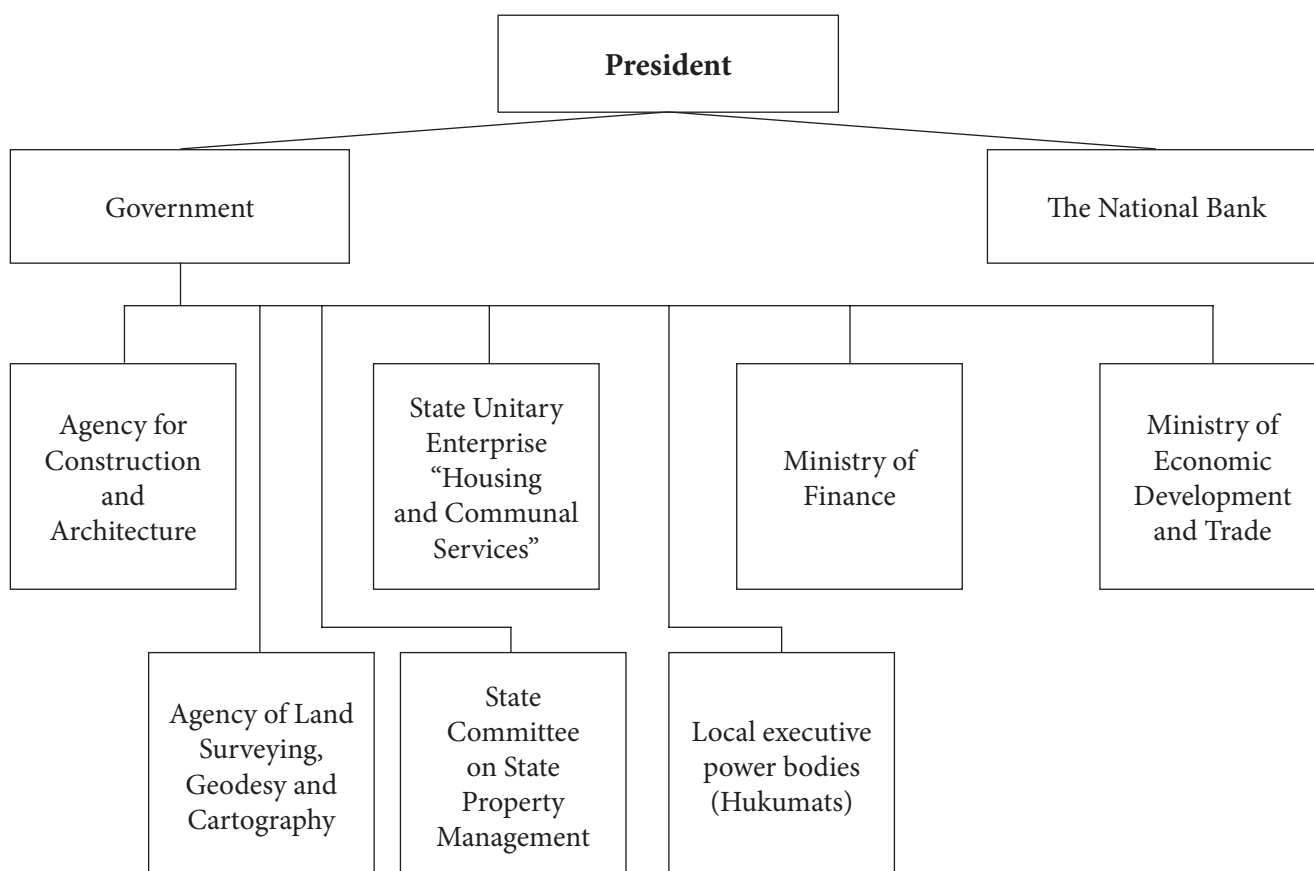 President
Government
The National Bank
Agency for
Construction
and
Architecture
State Unitary
Enterprise
“Housing
and Communal
Services”
Ministry of
Finance
Ministry of
Economic
Development
and Trade
Agency of Land
Surveying,
Geodesy and
Cartography
State
Committee
on State
Property
Management
Local executive
power bodies
(Hukumats)